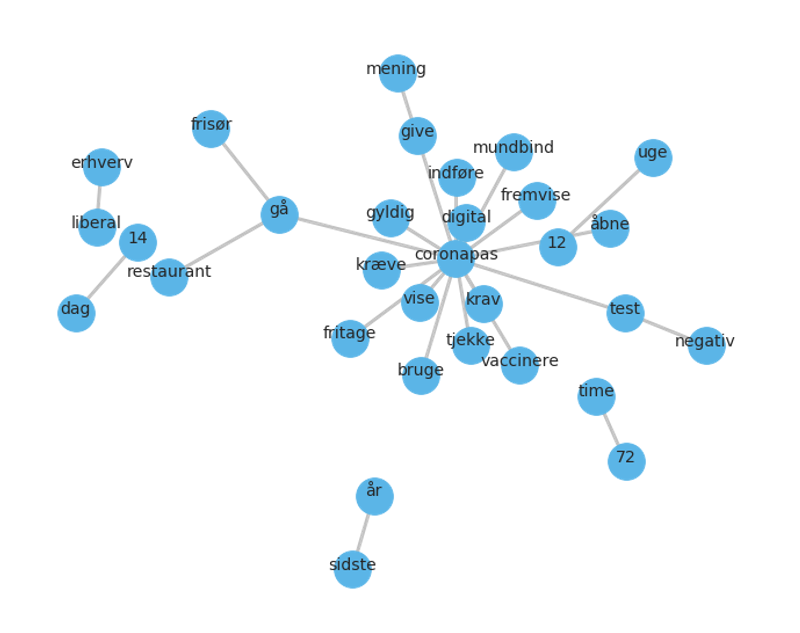 mening
frisør
give
mundbind
uge
erhverv
indføre
fremvise
gå
gyldig
digital
åbne
liberal
14
12
coronapas
restaurant
kræve
vise
krav
dag
test
fritage
tjekke
negativ
bruge
vaccinere
time
72
år
sidste